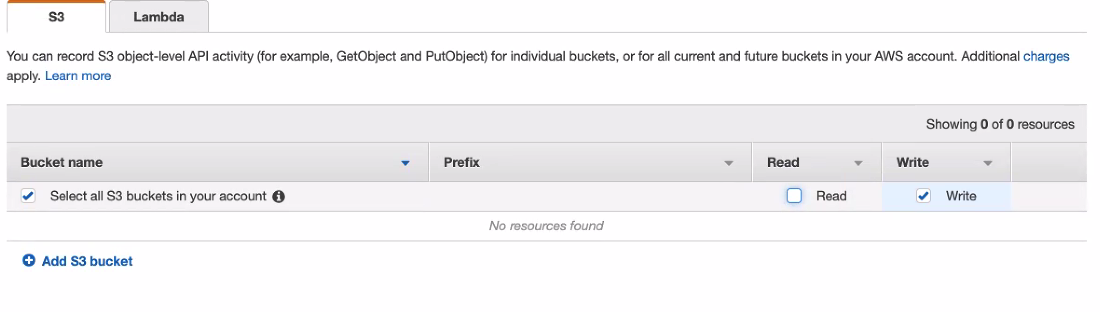 S3 Lambda
You can record S3 object-level API activity (for example, GetObject and PutObject) for individual buckets, or for all current and future buckets in your AWS account. Additional charges
apply. Learn more
Showing 0 of 0 resources
Bucket name Prefix Read Write
Select all S3 buckets in your account Read Write
No resources found
Add S3 bucket